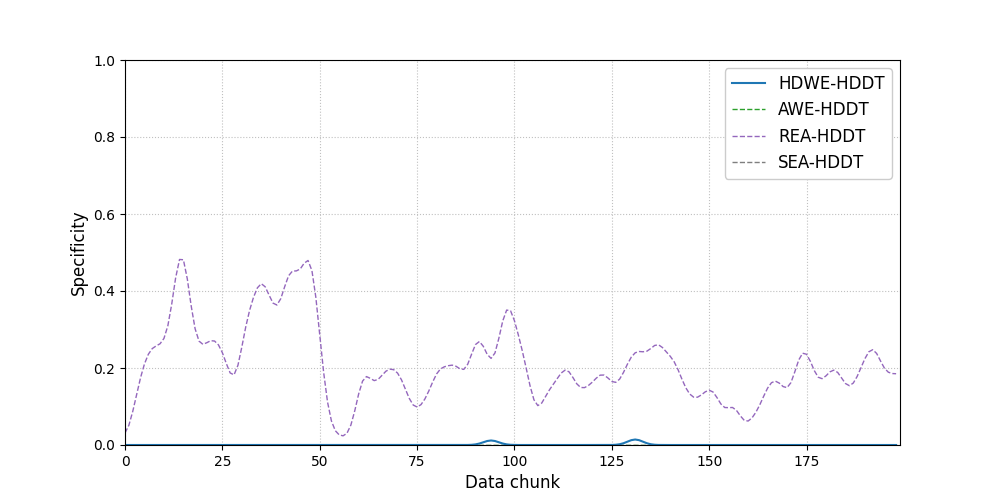 1.0
0.8
0.6
0.4
0.2
0.0
Specificity
HDWE-HDDT
AWE-HDDT
REA-HDDT
SEA-HDDT
0 25 50 75 100 125 150 175
Data chunk